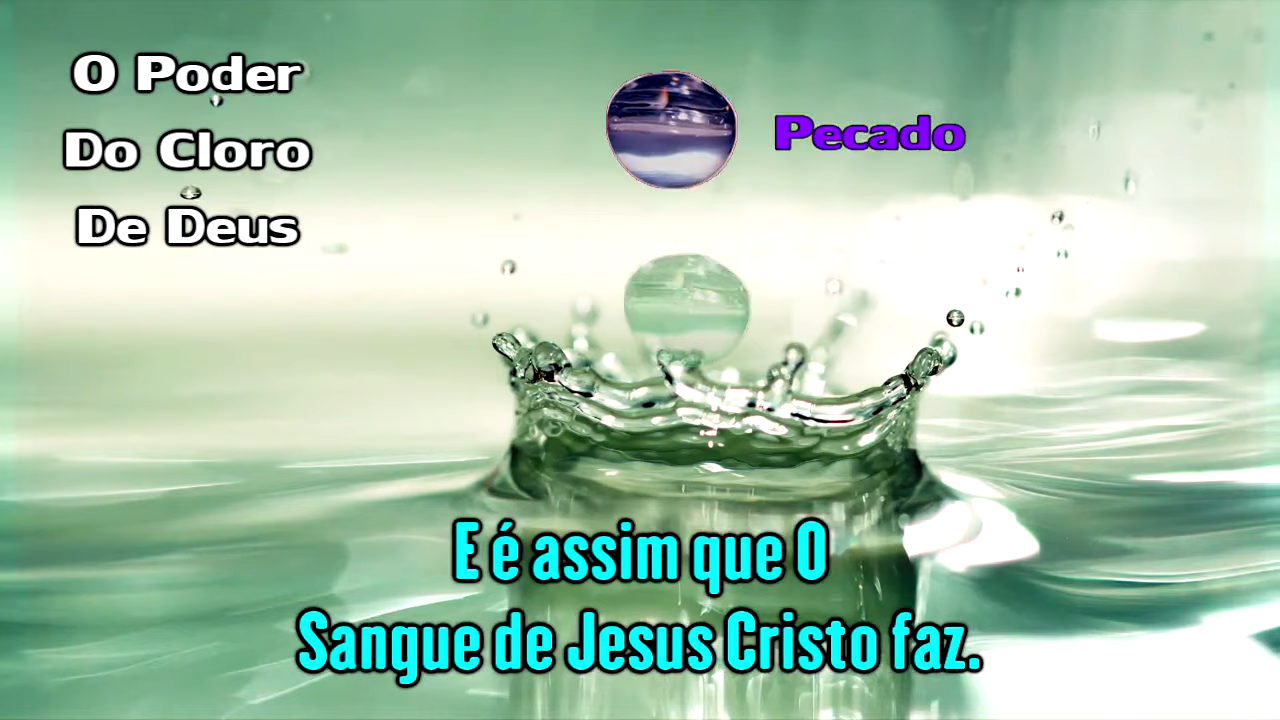 O Poder
Do Cloro
De Deus
Pecado
E é assim que O
Sangue de Jesus Cristo faz.